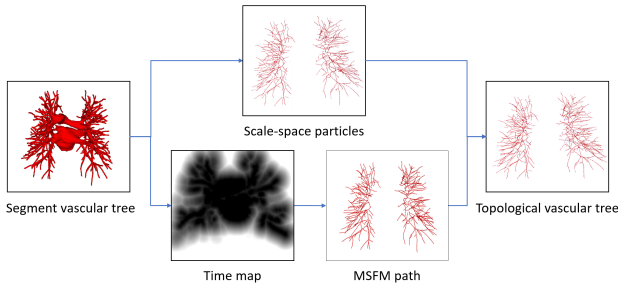 Scale-space particles
Segment vascular tree
Topological vascular tree
Time map
MSFM path